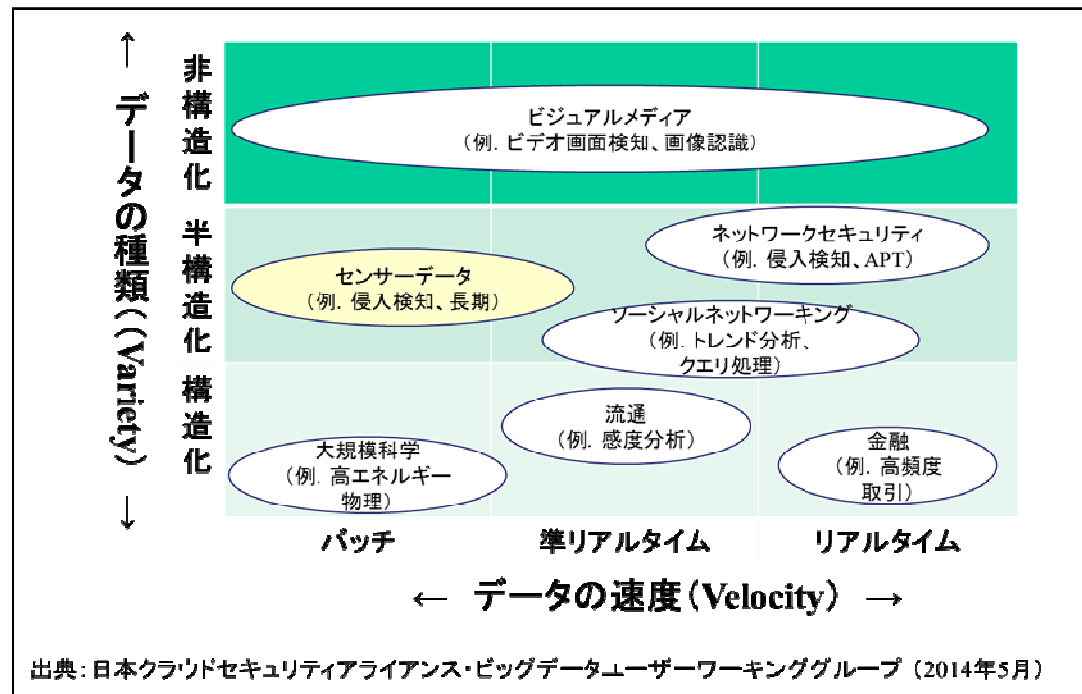 ← データの種類((Variety) →
非構造化
ビジュアルメディア
(例. ビデオ画面検知、画像認識)
半構造化
ネットワークセキュリティ
(例. 侵入検知、APT)
センサーデータ
(例. 侵入検知、長期)
ソーシャルネットワーキング
(例. トレンド分析、
クエリ処理)
構造化
流通
(例. 感度分析)
大規模科学
(例. 高エネルギー
物理)
金融
(例. 高頻度
取引)
バッチ
準リアルタイム
リアルタイム
← データの速度(Velocity) →
出典:日本クラウドセキュリティアライアンス・ビッグデータユーザーワーキンググループ (2014年5月)